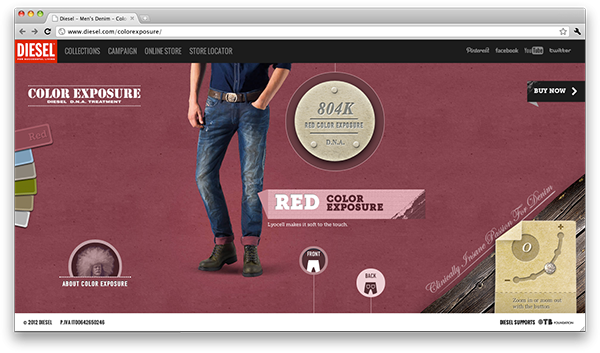 Diesel - Men's Denim - Colo
www.diesel.com/colorexposure/
DIESEL
FOR SUCCESSFUL LIVING
COLLECTIONS
CAMPAIGN
ONLINE STORE
STORE LOCATOR
Pinterest
facebook
YouTube
twitter
COLOR EXPOSURE
DIESEL D.N.A. TREATMENT
804K
RED COLOR EXPOSURE
D.N.A.
BUY NOW
Red
RED COLOR
EXPOSURE
Lyocell makes it soft to the touch.
Clinically Insane Passion For Denim
FRONT
BACK
ABOUT COLOR EXPOSURE
0
+
-
Zoom in or zoom out
with the button
© 2012 DIESEL
P.IVA IT00642650246
DIESEL SUPPORTS OTB FOUNDATION